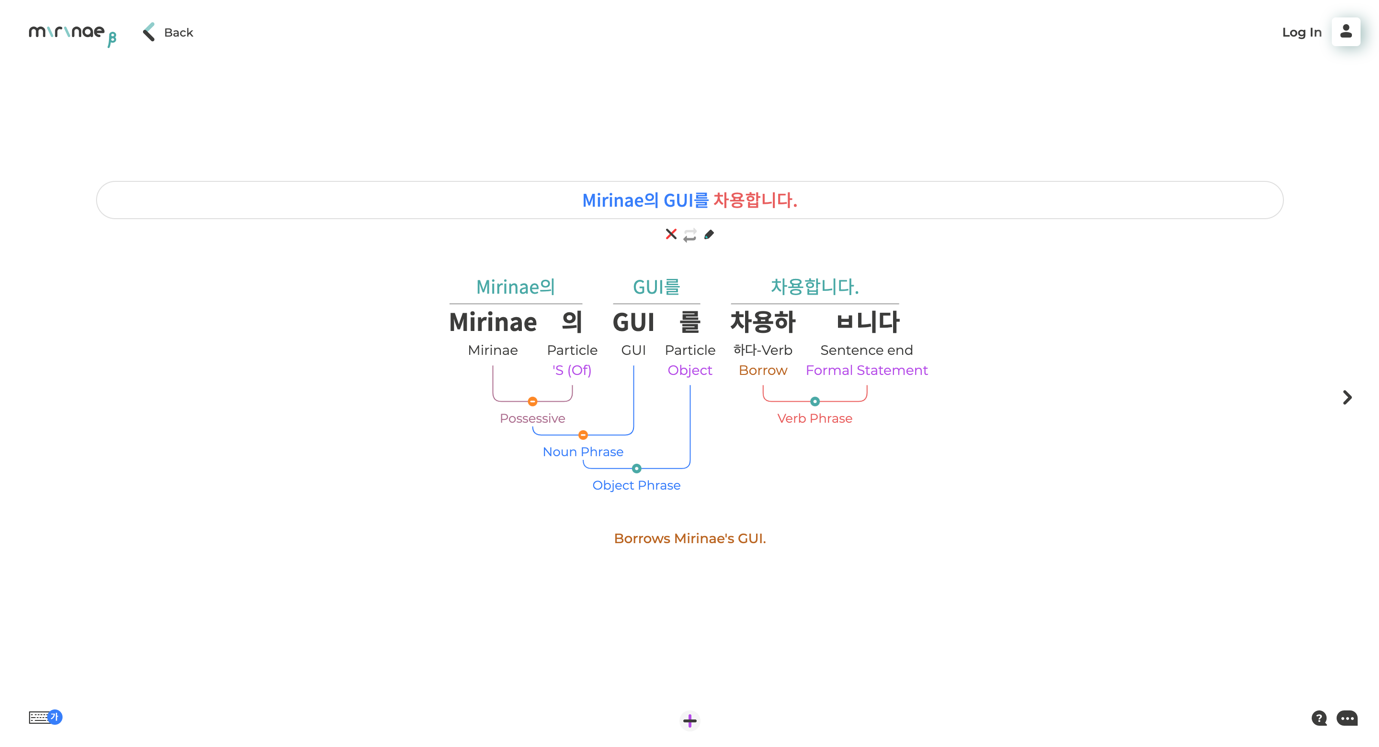 mirinae β
Back
Log In
Mirinae의 GUI를 차용합니다.
Mirinae의 GUI를 차용합니다.
Mirinae 의 GUI 를 차용하 ㅂ니다
Mirinae Particle GUI Particle 하다-Verb Sentence end
'S (Of) Object Borrow Formal Statement
Possessive Verb Phrase
Noun Phrase
Object Phrase
Borrows Mirinae's GUI.
가
?